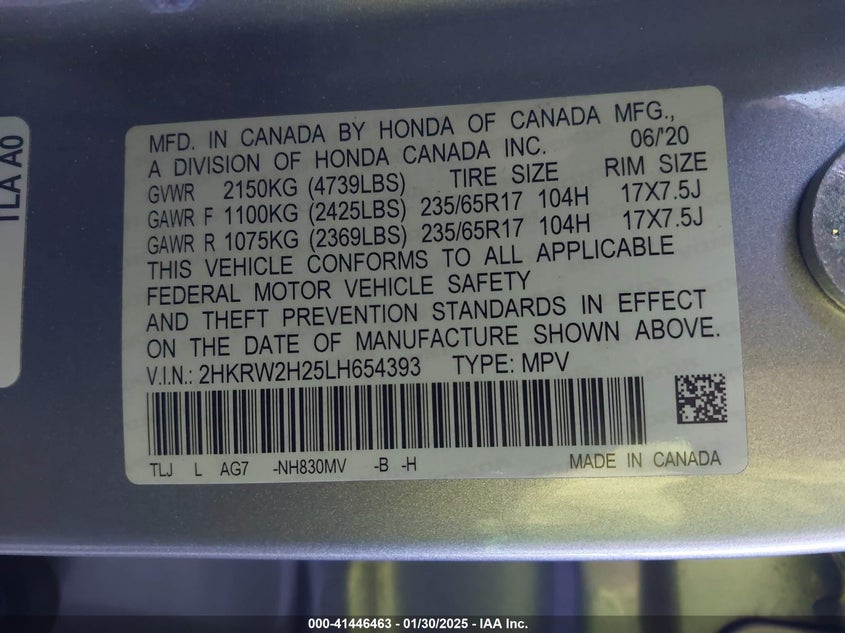 TLA A0
MFD. IN CANADA BY HONDA OF CANADA MFG.,
A DIVISION OF HONDA CANADA INC. 06/'20
GVWR 2150KG (4739LBS) TIRE SIZE RIM SIZE
GAWR F 1100KG (2425LBS) 235/65R17 104H 17X7.5J
GAWR R 1075KG (2369LBS) 235/65R17 104H 17X7.5J
THIS VEHICLE CONFORMS TO ALL APPLICABLE
FEDERAL MOTOR VEHICLE SAFETY
AND THEFT PREVENTION STANDARDS IN EFFECT
ON THE DATE OF MANUFACTURE SHOWN ABOVE.
V.I.N.: 2HKRW2H25LH654393 TYPE: MPV
TLJ L AG7 -NH830MV -B -H MADE IN CANADA
000-41446463 - 01/30/2025 - IAA Inc.